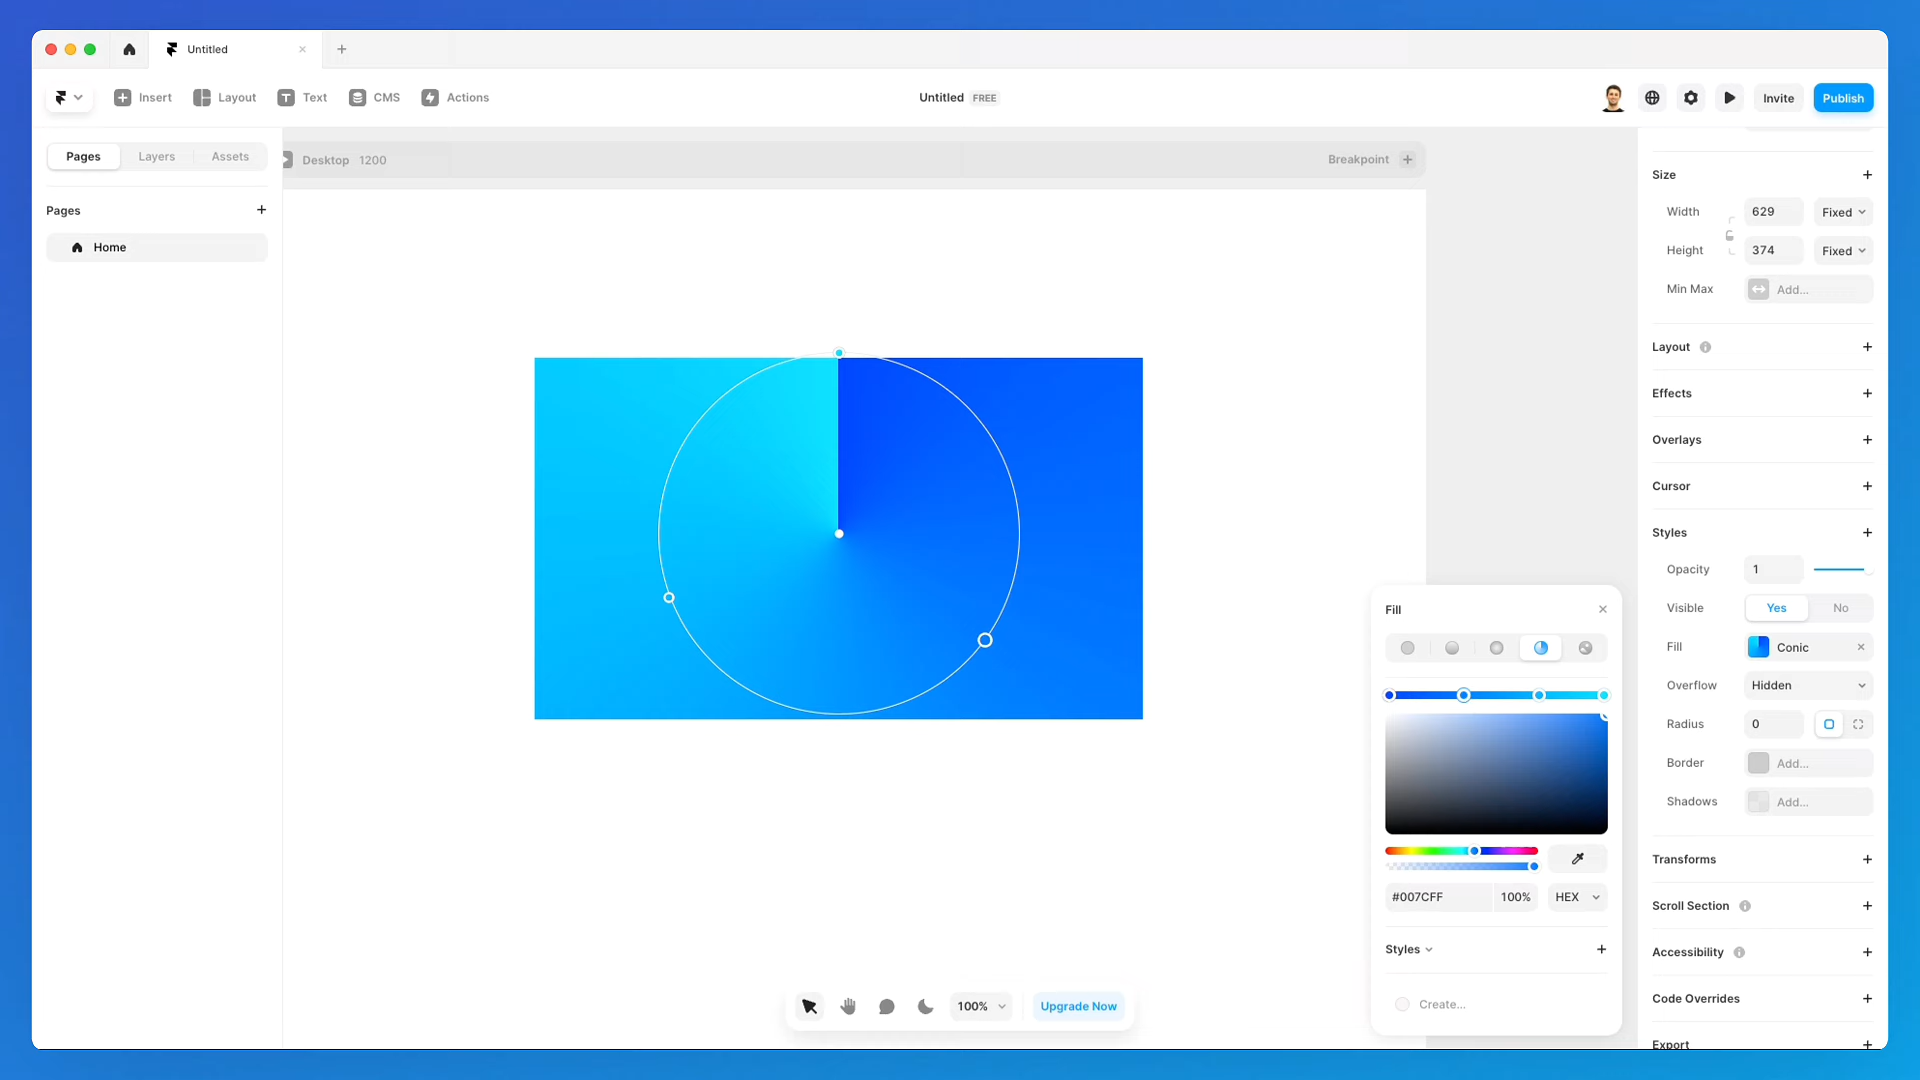 Untitled
Insert
Layout
Text
CMS
Actions
Untitled FREE
Invite
Publish
Pages
Layers
Assets
Pages
Home
Desktop 1200
Breakpoint
Size
Width 629 Fixed
Height 374 Fixed
Min Max Add...
Layout
Effects
Overlays
Cursor
Styles
Opacity 1
Visible Yes No
Fill Conic
Overflow Hidden
Radius 0
Border Add...
Shadows Add...
Transforms
Scroll Section
Accessibility
Code Overrides
Export
Fill
#007CFF 100% HEX
Styles
Create...
100%
Upgrade Now